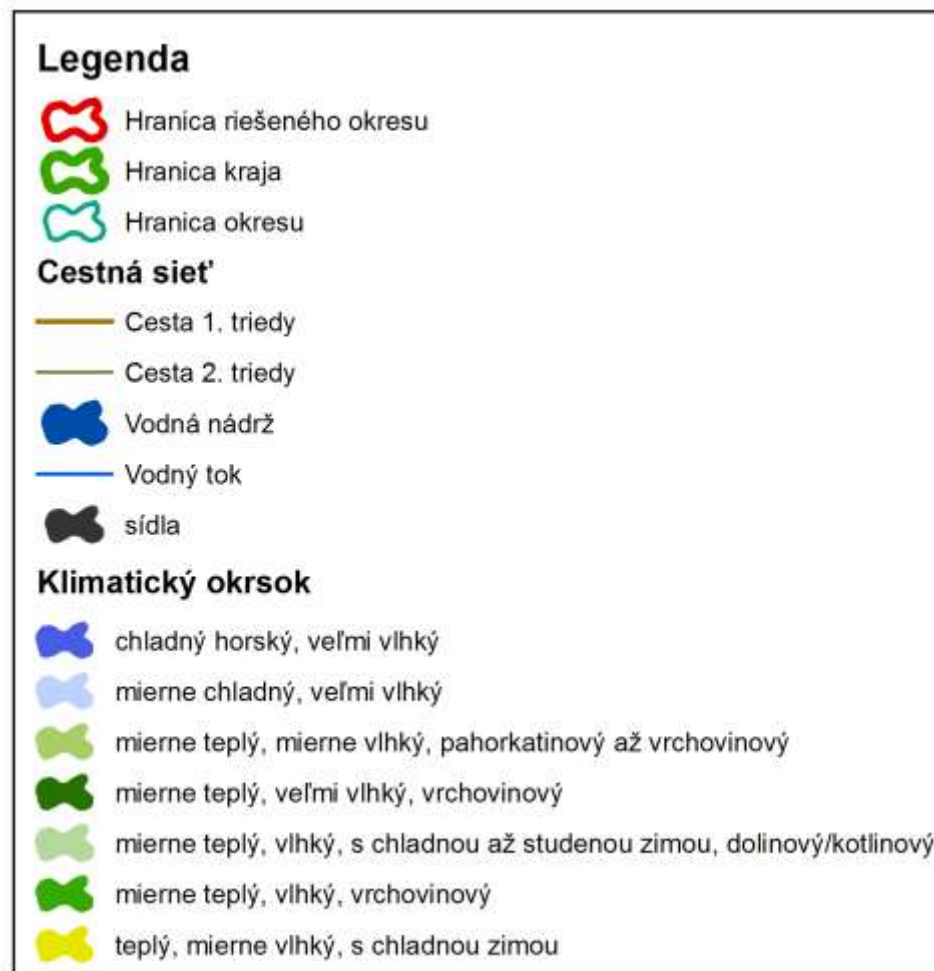 Legenda
Hranica riešeného okresu
Hranica kraja
Hranica okresu
Cestná sieť
Cesta 1. triedy
Cesta 2. triedy
Vodná nádrž
Vodný tok
sídla
Klimatický okrsok
chladný horský, veľmi vlhký
mierne chladný, veľmi vlhký
mierne teplý, mierne vlhký, pahorkatinový až vrchovinový
mierne teplý, veľmi vlhký, vrchovinový
mierne teplý, vlhký, s chladnou až studenou zimou, dolinový/kotlinový
mierne teplý, vlhký, vrchovinový
teplý, mierne vlhký, s chladnou zimou